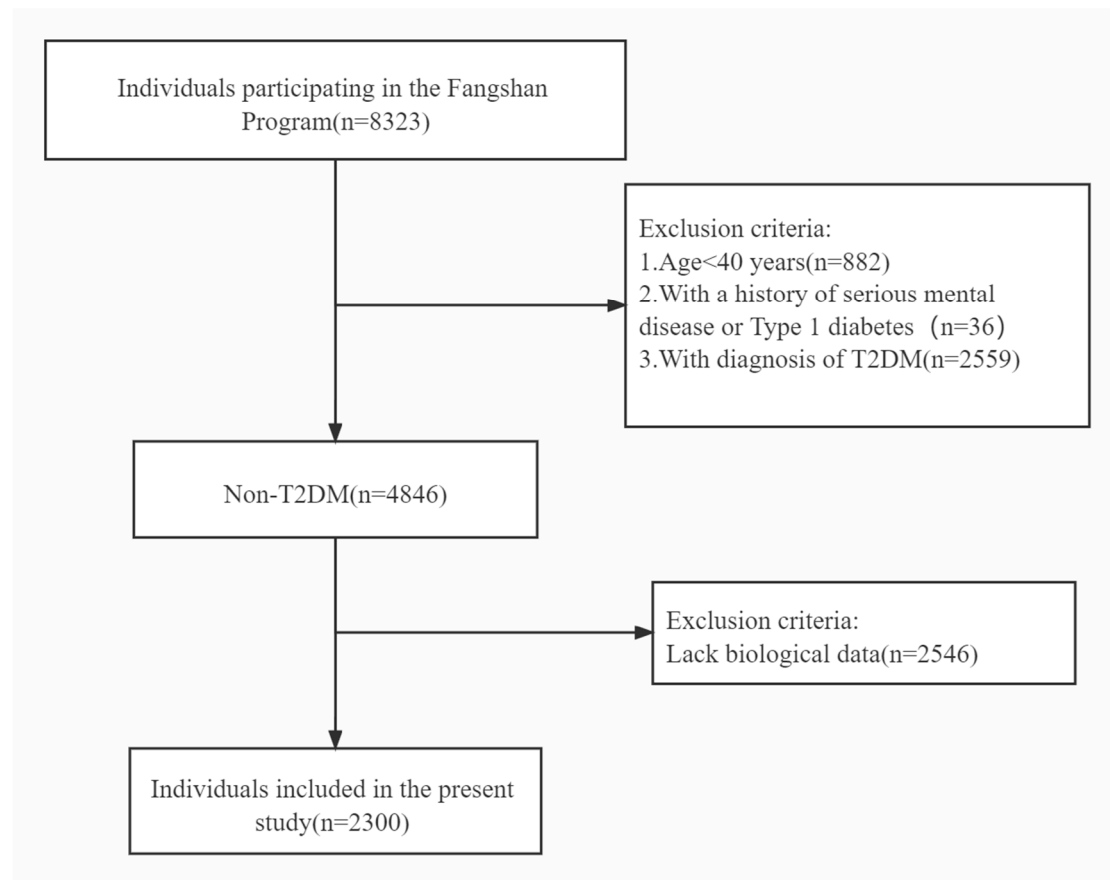 Individuals participating in the Fangshan
Program(n=8323)
Exclusion criteria:
1.Age<40 years(n=882)
2.With a history of serious mental
disease or Type 1 diabetes（n=36）
3.With diagnosis of T2DM(n=2559)
Non-T2DM(n=4846)
Exclusion criteria:
Lack biological data(n=2546)
Individuals included in the present
study(n=2300)